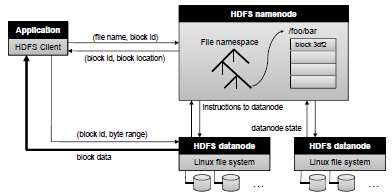 HDFS namenode
Application
HDFS Client
(file name, block id)
(block id, block location)
File namespace
/foo/bar
block 3df2
instructions to datanode
datanode state
(block id, byte range)
block data
HDFS datanode
Linux file system
...
HDFS datanode
Linux file system
...